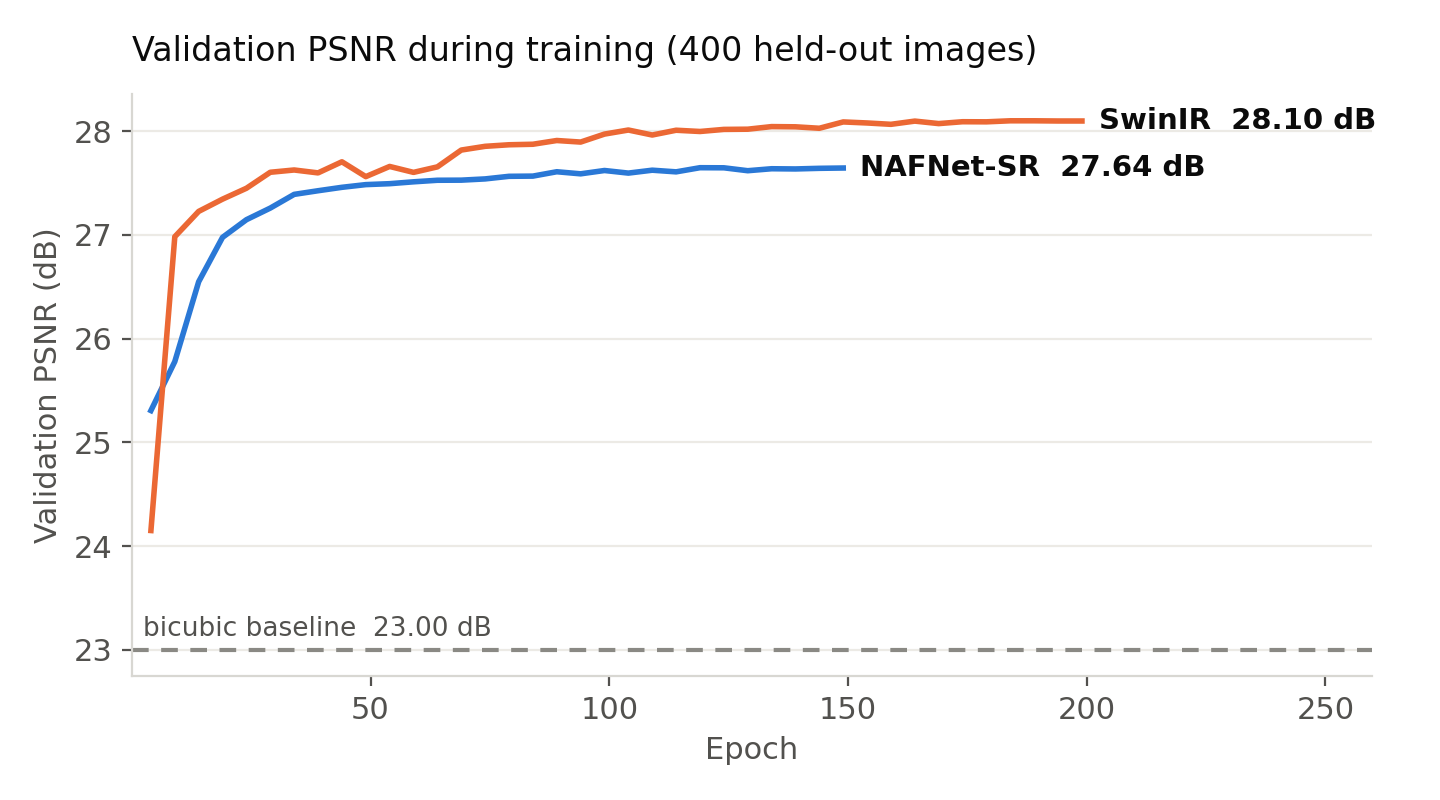 Validation PSNR during training (400 held-out images)
28
27
26
25
24
23
Validation PSNR (dB)
SwinIR  28.10 dB
NAFNet-SR  27.64 dB
bicubic baseline  23.00 dB
50
100
150
200
250
Epoch